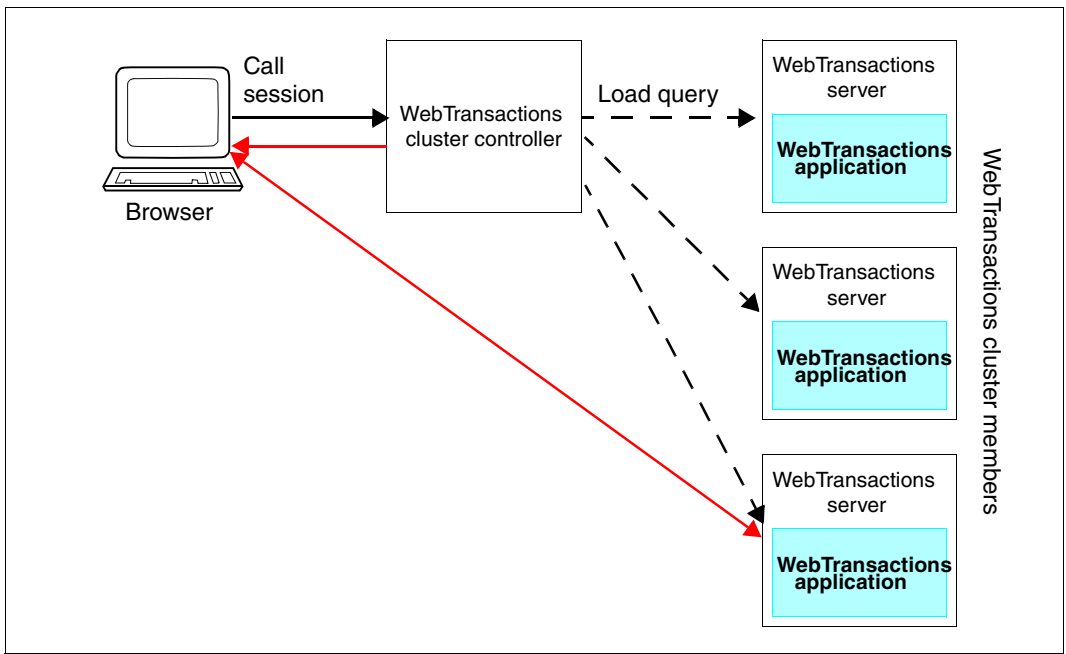 Call
session
Browser
WebTransactions
cluster controller
Load query
WebTransactions
server
WebTransactions
application
WebTransactions
server
WebTransactions
application
WebTransactions
server
WebTransactions
application
WebTransactions cluster members